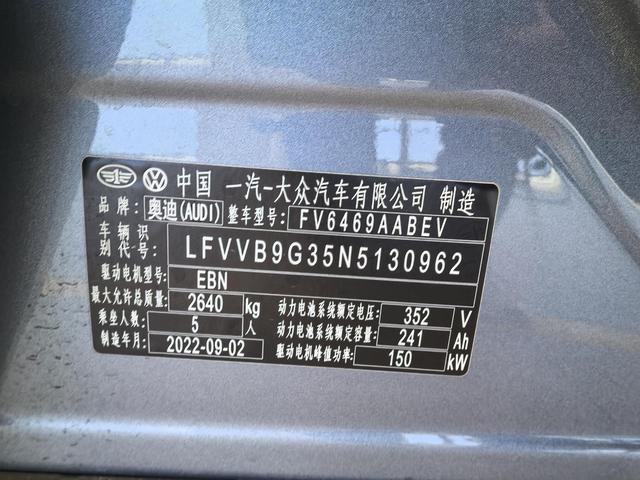 中国 一汽-大众汽车有限公司 制造
品牌: 奥迪(AUDI) 整车型号: FV6469AABEV
车辆识别代号: LFVVB9G35N5130962
驱动电机型号: EBN
最大允许总质量: 2640 kg 动力电池系统额定电压: 352 V
乘坐人数: 5 人 动力电池系统额定容量: 241 Ah
制造年月: 2022-09-02 驱动电机峰值功率: 150 kW